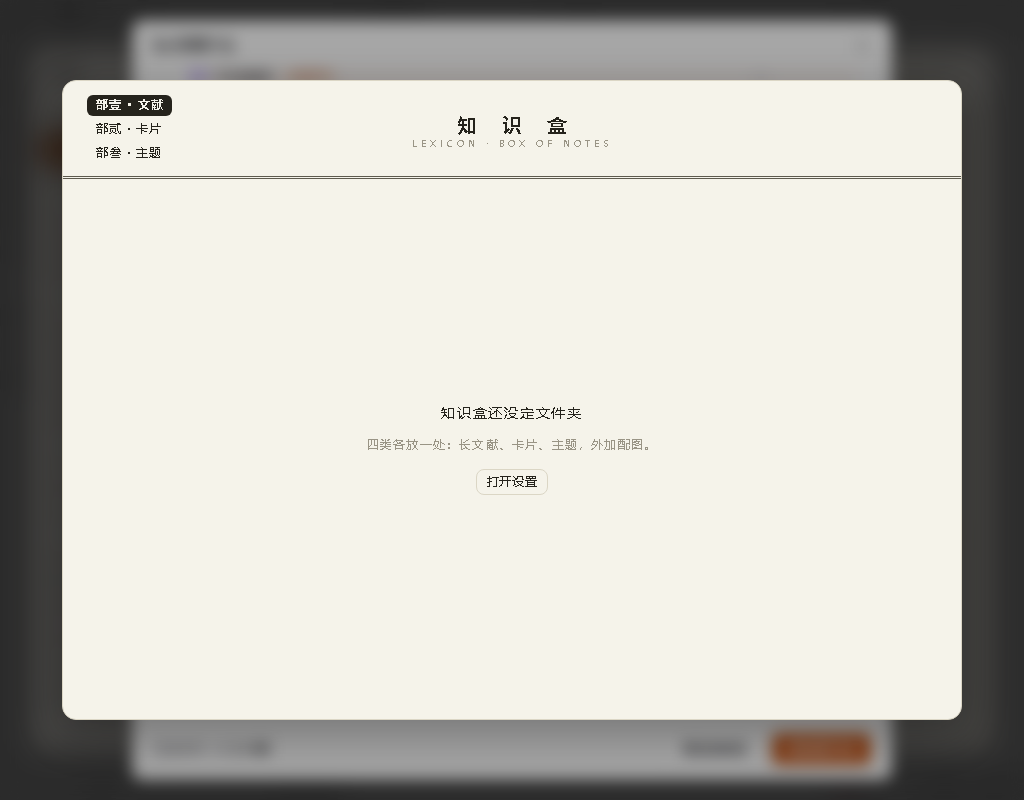 部壹·文献
部贰·卡片
部叁·主题
知识盒
LEXICON · BOX OF NOTES
知识盒还没定文件夹
四类各放一处：长文献、卡片、主题，外加配图。
打开设置